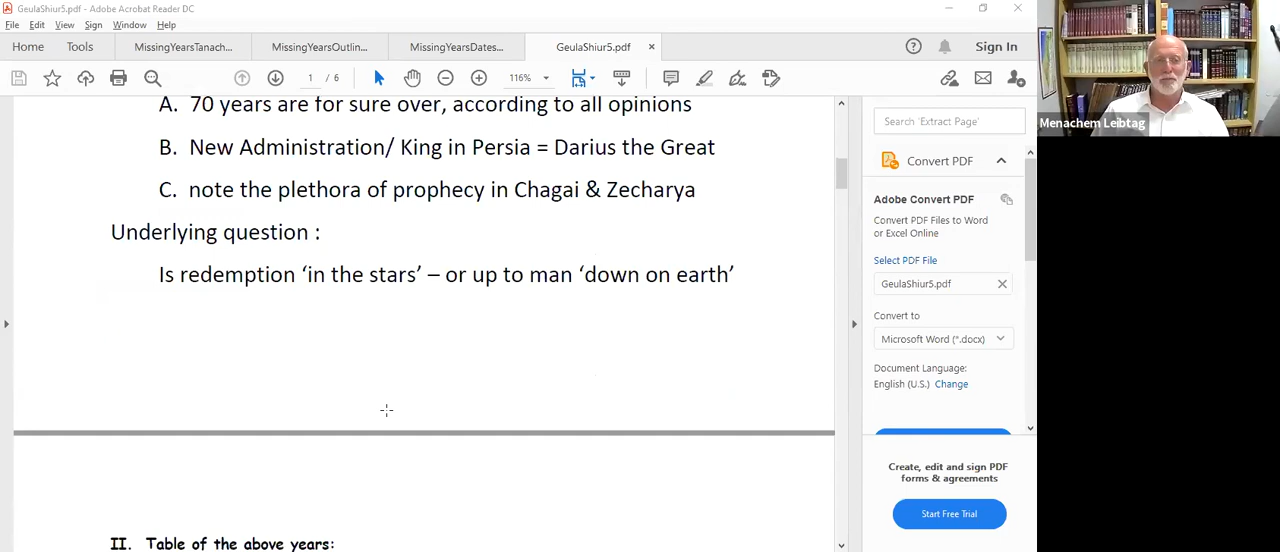 GeulaShiur5.pdf - Adobe Acrobat Reader DC
File Edit View Sign Window Help
Home Tools MissingYearsTanach... MissingYearsOutlin... MissingYearsDates... GeulaShiur5.pdf Sign In
1 / 6 116%
A. 70 years are for sure over, according to all opinions
B. New Administration/ King in Persia = Darius the Great
C. note the plethora of prophecy in Chagai & Zecharya
Underlying question :
Is redemption ‘in the stars’ – or up to man ‘down on earth’
II. Table of the above years:
Search 'Extract Page'
Convert PDF
Adobe Convert PDF
Convert PDF Files to Word
or Excel Online
Select PDF File
GeulaShiur5.pdf
Convert to
Microsoft Word (*.docx)
Document Language:
English (U.S.) Change
Create, edit and sign PDF
forms & agreements
Start Free Trial
Menachem Leibtag